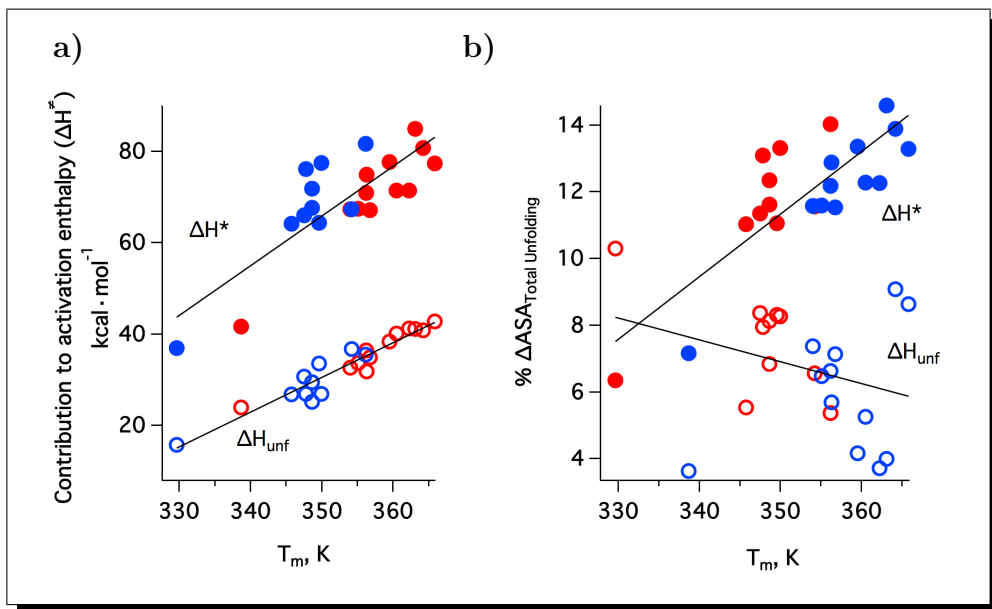 a)
Contribution to activation enthalpy (ΔH⧧)
kcal · mol⁻¹
80
60
40
20
ΔH*
ΔHunf
330 340 350 360
Tm, K
b)
% ΔASATotal Unfolding
14
12
10
8
6
4
ΔH*
ΔHunf
330 340 350 360
Tm, K